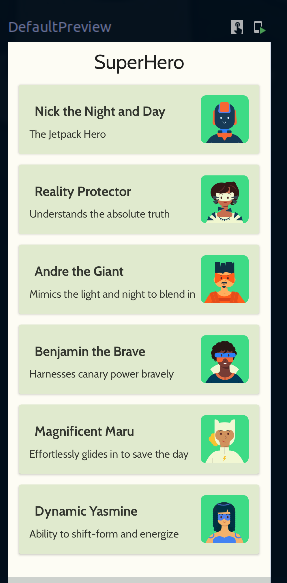 DefaultPreview
SuperHero
Nick the Night and Day
The Jetpack Hero
Reality Protector
Understands the absolute truth
Andre the Giant
Mimics the light and night to blend in
Benjamin the Brave
Harnesses canary power bravely
Magnificent Maru
Effortlessly glides in to save the day
Dynamic Yasmine
Ability to shift-form and energize